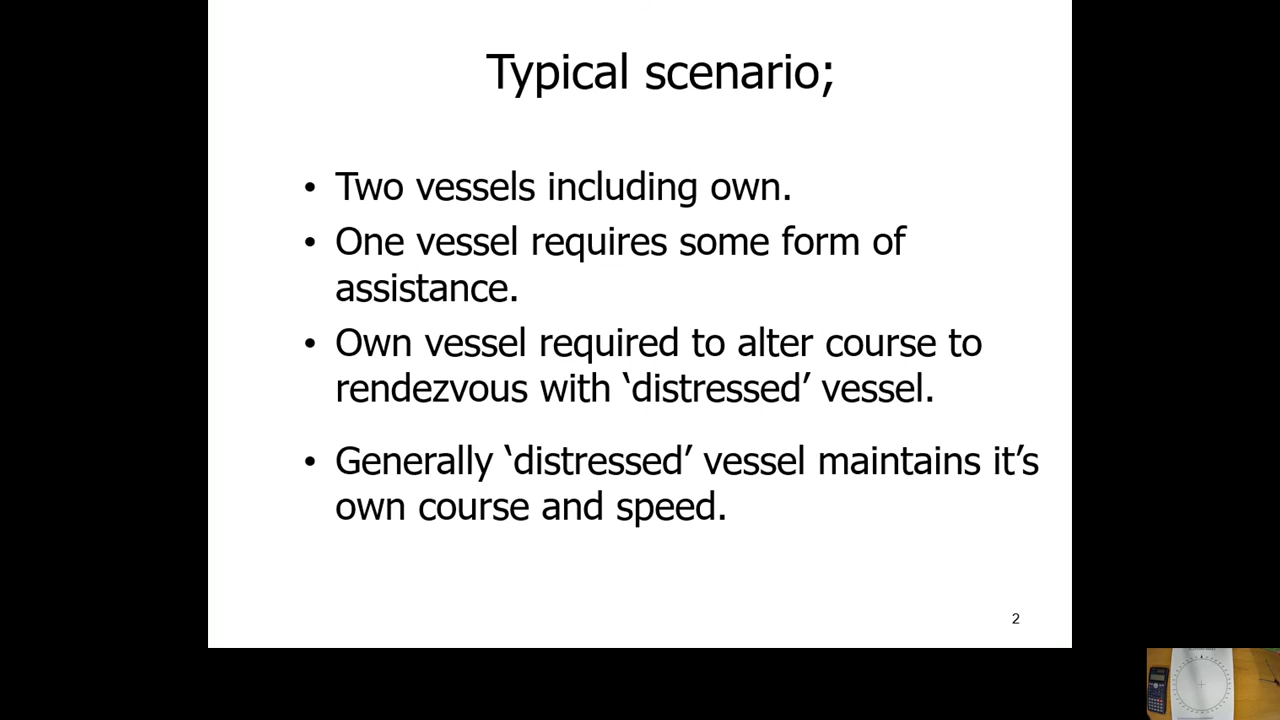 Typical scenario;
• Two vessels including own.
• One vessel requires some form of
assistance.
• Own vessel required to alter course to
rendezvous with ‘distressed’ vessel.
• Generally ‘distressed’ vessel maintains it’s
own course and speed.
2